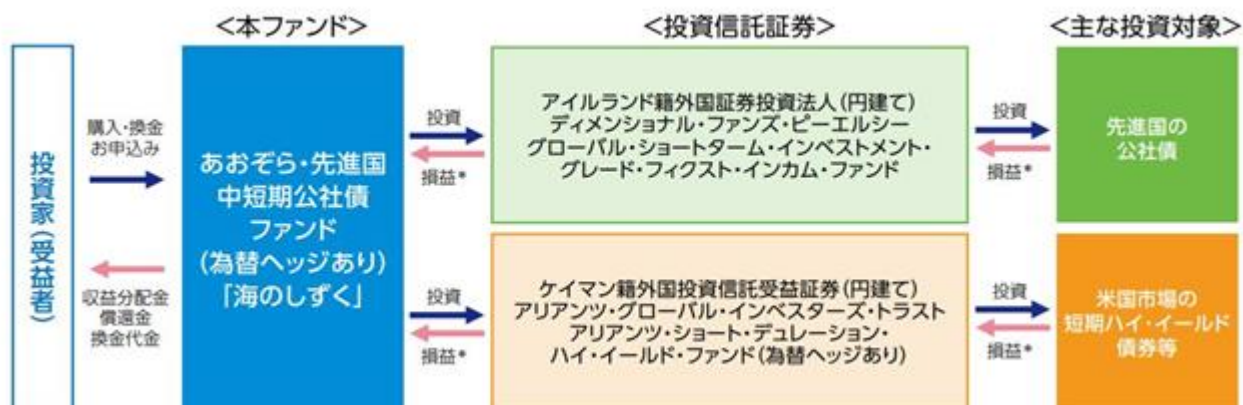 <本ファンド>
<投資信託証券>
<主な投資対象>
投資家(受益者)
購入・換金
お申込み
収益分配金
償還金
換金代金
あおぞら・先進国
中短期公社債
ファンド
(為替ヘッジあり)
「海のしずく」
投資
損益*
アイルランド籍外国証券投資法人(円建て)
ディメンショナル・ファンズ・ピーエルシー
グローバル・ショートターム・インベストメント・
グレード・フィクスト・インカム・ファンド
投資
損益*
先進国の
公社債
投資
損益*
ケイマン籍外国投資信託受益証券(円建て)
アリアンツ・グローバル・インベスターズ・トラスト
アリアンツ・ショート・デュレーション・
ハイ・イールド・ファンド(為替ヘッジあり)
投資
損益*
米国市場の
短期ハイ・イールド
債券等